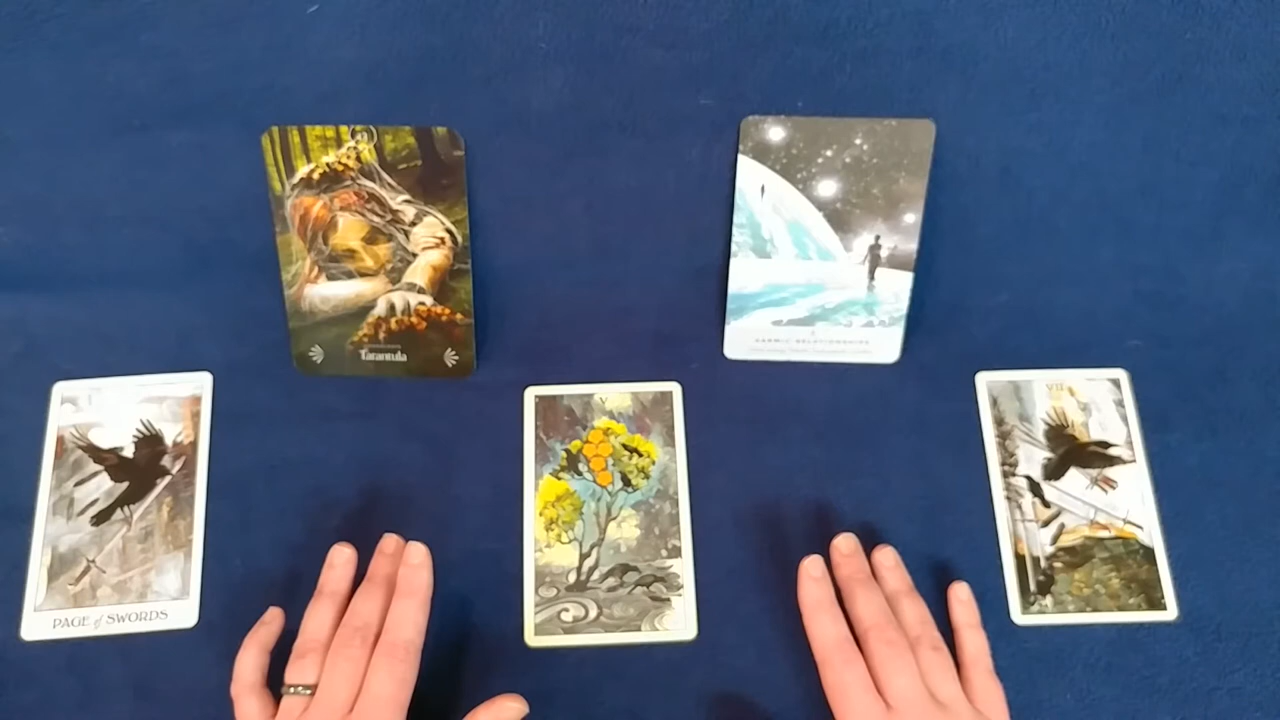 Tarantula
KARMIC RELATIONSHIPS
PAGE of SWORDS
V
VII